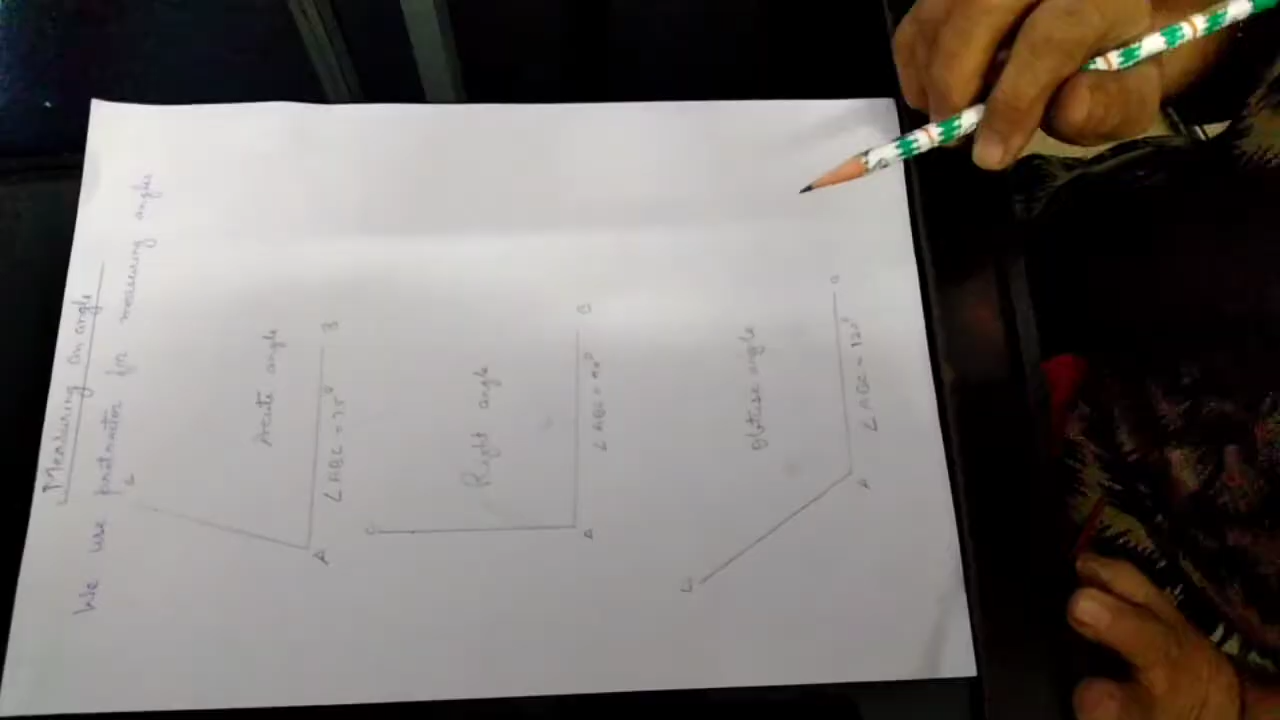 Measuring an angle
We use protractor for measuring angles
Acute angle
C
A
B
∠ABC = 75°
Right angle
C
A
B
∠ABC = 90°
Obtuse angle
C
A
B
∠ABC = 120°